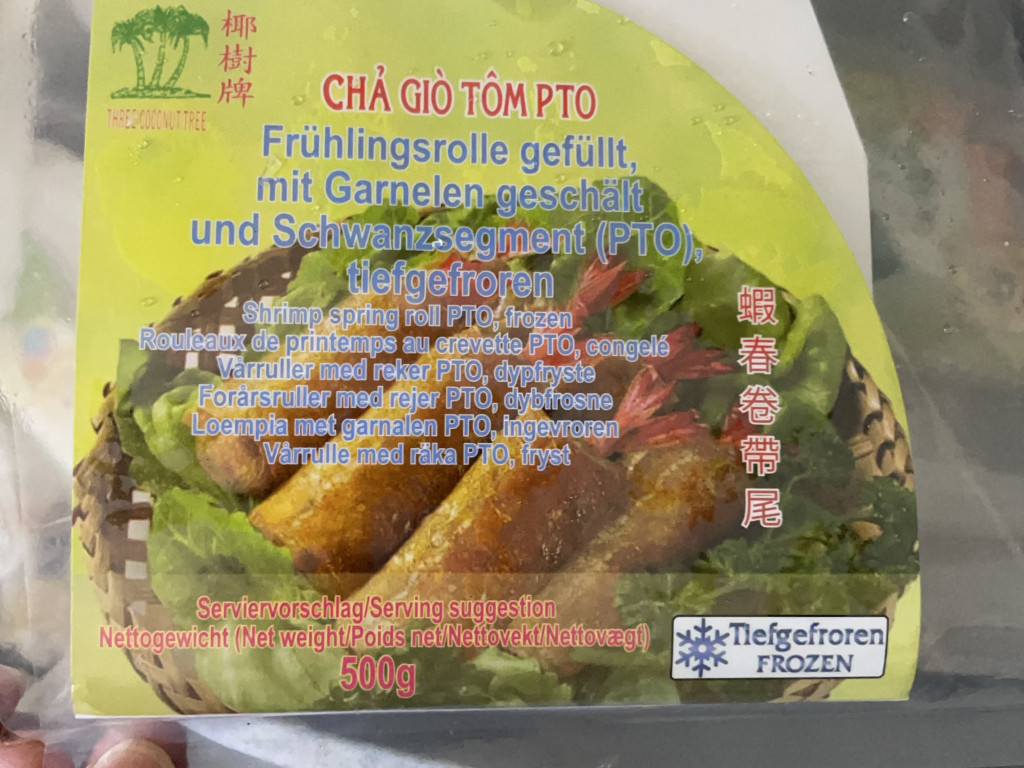 椰樹牌
THREE COCONUT TREE
CHẢ GIÒ TÔM PTO
Frühlingsrolle gefüllt,
mit Garnelen geschält
und Schwanzsegment (PTO),
tiefgefroren
Shrimp spring roll PTO, frozen
Rouleaux de printemps au crevette PTO, congelé
Vårruller med reker PTO, dypfryste
Forårsruller med rejer PTO, dybfrosne
Loempia met garnalen PTO, ingevroren
Vårrulle med räka PTO, fryst
蝦春卷帶尾
Serviervorschlag/Serving suggestion
Nettogewicht (Net weight/Poids net/Nettovekt/Nettovægt)
500g
Tiefgefroren
FROZEN